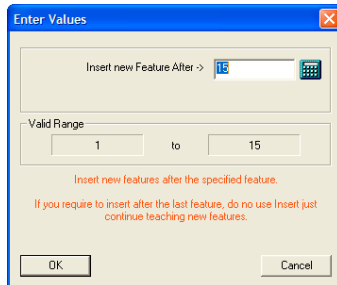 Enter Values
Insert new Feature After -> 15
Valid Range
1 to 15
Insert new features after the specified feature.
If you require to insert after the last feature, do no use Insert just
continue teaching new features.
OK Cancel